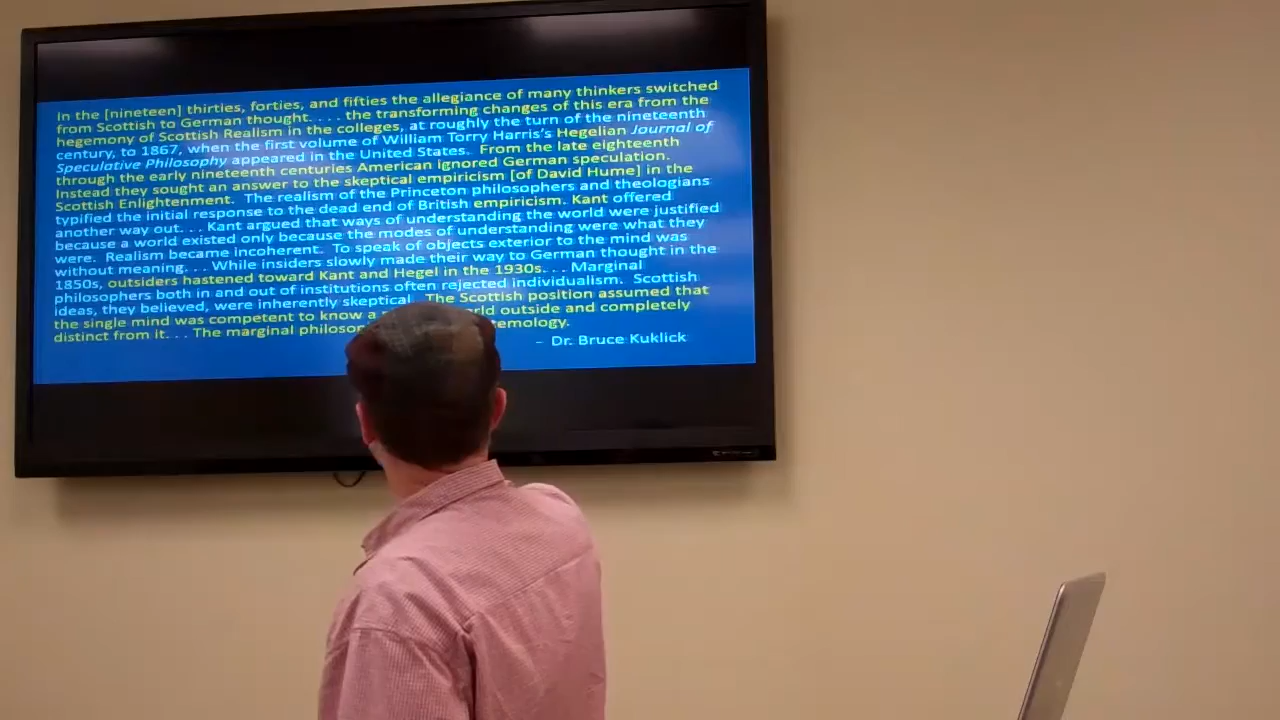 In the [nineteen] thirties, forties, and fifties the allegiance of many thinkers switched
from Scottish to German thought. . . . the transforming changes of this era from the
hegemony of Scottish Realism in the colleges, at roughly the turn of the nineteenth
century, to 1867, when the first volume of William Torry Harris's Hegelian Journal of
Speculative Philosophy appeared in the United States. From the late eighteenth
through the early nineteenth centuries American ignored German speculation.
Instead they sought an answer to the skeptical empiricism [of David Hume] in the
Scottish Enlightenment. The realism of the Princeton philosophers and theologians
typified the initial response to the dead end of British empiricism. Kant offered
another way out. . . Kant argued that ways of understanding the world were justified
because a world existed only because the modes of understanding were what they
were. Realism became incoherent. To speak of objects exterior to the mind was
without meaning. . . While insiders slowly made their way to German thought in the
1850s, outsiders hastened toward Kant and Hegel in the 1930s. . . Marginal
philosophers both in and out of institutions often rejected individualism. Scottish
ideas, they believed, were inherently skeptical. The Scottish position assumed that
the single mind was competent to know a outside and completely
distinct from it. . . The marginal
– Dr. Bruce Kuklick